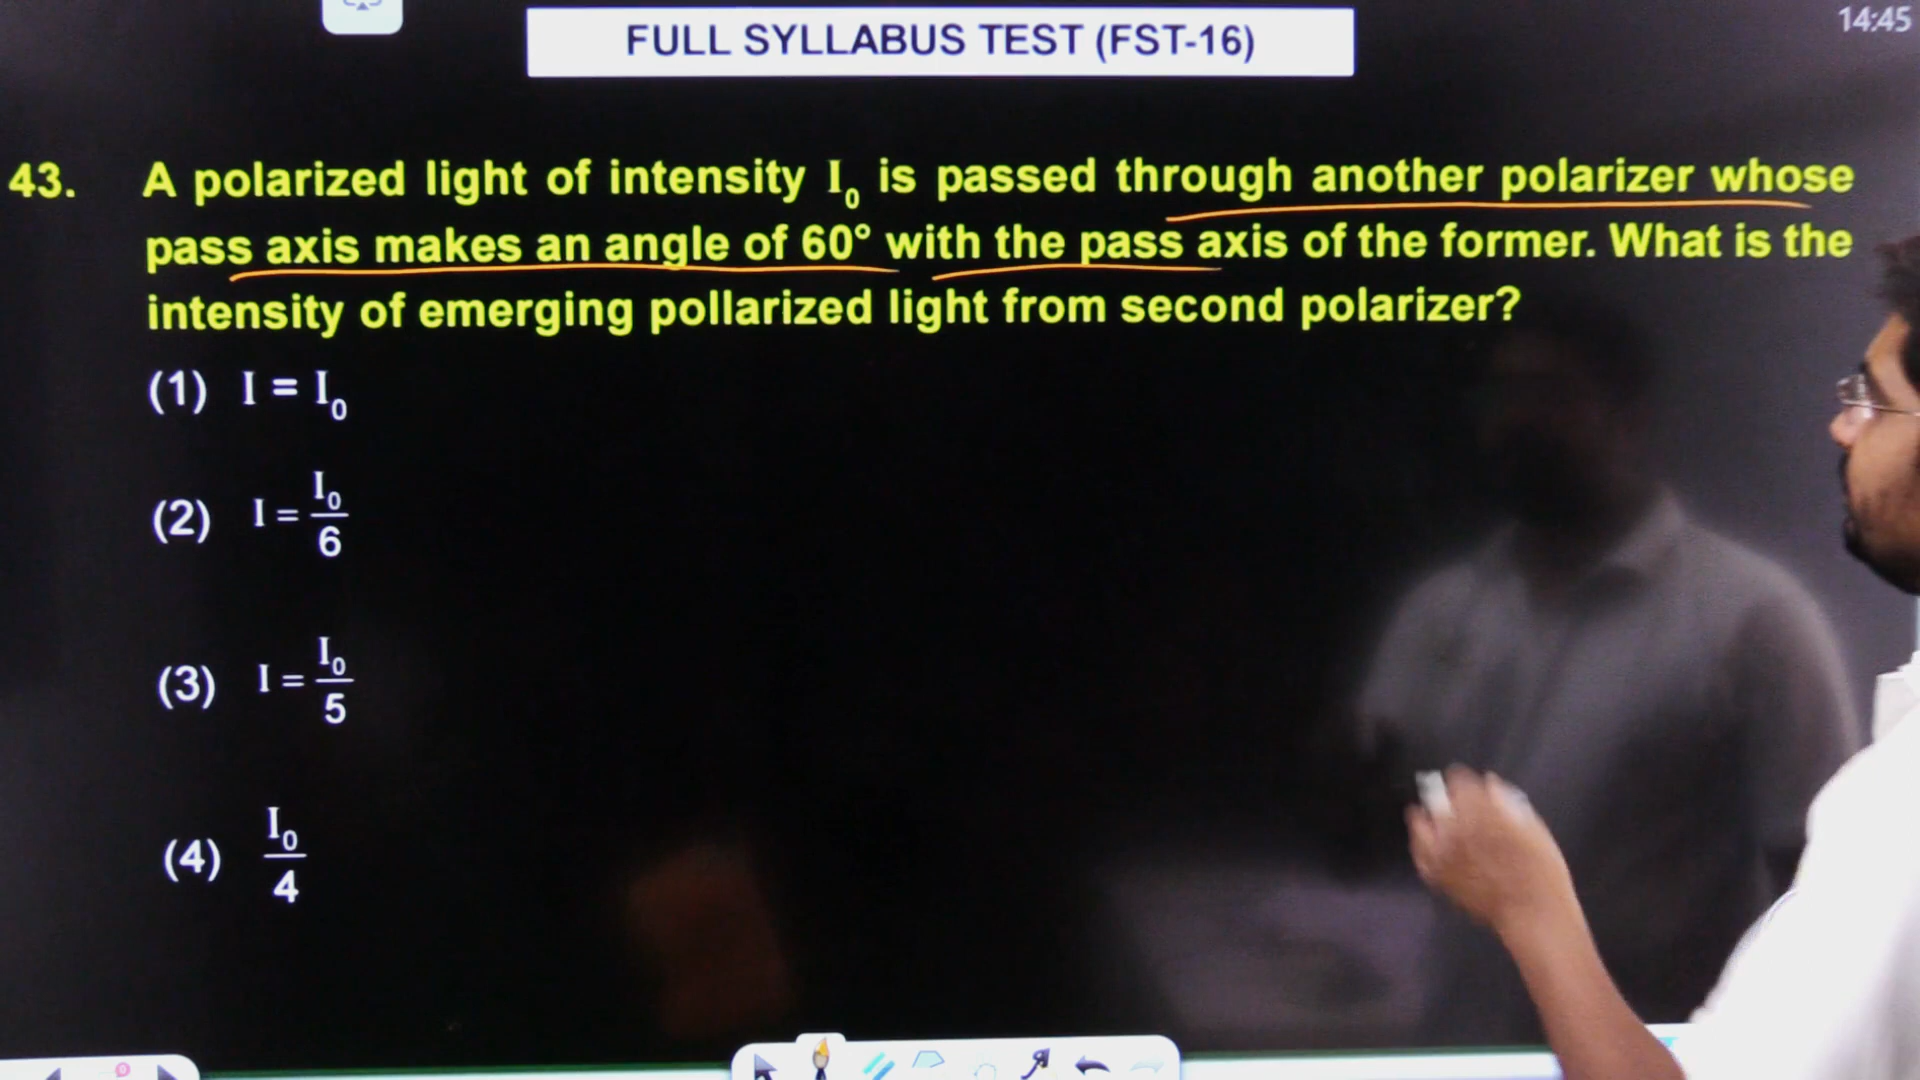 14:45
FULL SYLLABUS TEST (FST-16)
43. A polarized light of intensity I₀ is passed through another polarizer whose
pass axis makes an angle of 60° with the pass axis of the former. What is the
intensity of emerging pollarized light from second polarizer?
(1) I = I₀
(2) I = I₀/6
(3) I = I₀/5
(4) I₀/4
0